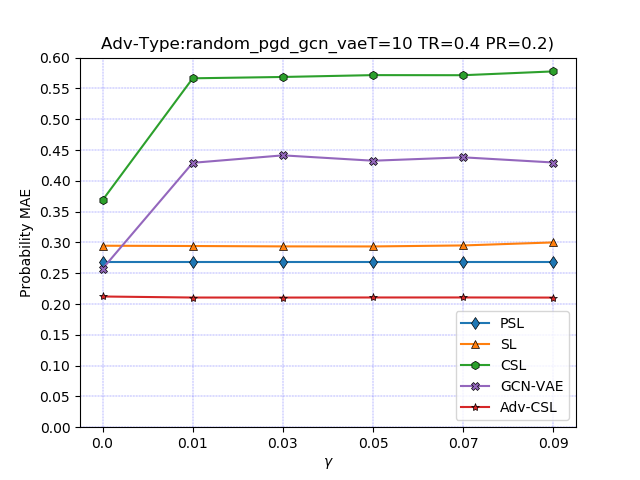 Adv-Type:random_pgd_gcn_vaeT=10 TR=0.4 PR=0.2)
Probability MAE
0.60
0.55
0.50
0.45
0.40
0.35
0.30
0.25
0.20
0.15
0.10
0.05
0.00
0.0 0.01 0.03 0.05 0.07 0.09
γ
PSL
SL
CSL
GCN-VAE
Adv-CSL